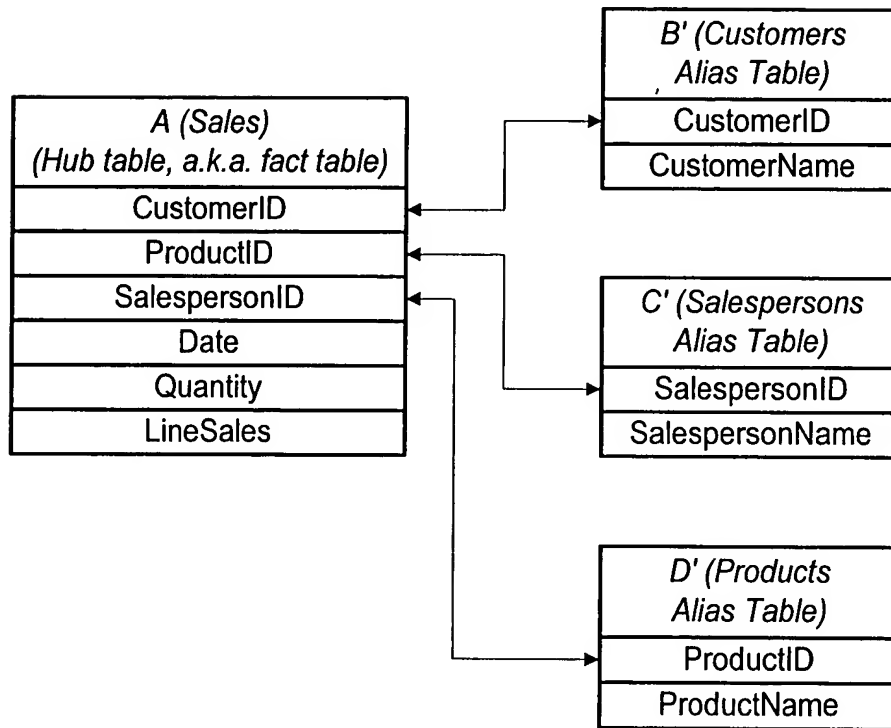 A (Sales)
(Hub table, a.k.a. fact table)
CustomerID
ProductID
SalespersonID
Date
Quantity
LineSales
B' (Customers
Alias Table)
CustomerID
CustomerName
C' (Salespersons
Alias Table)
SalespersonID
SalespersonName
D' (Products
Alias Table)
ProductID
ProductName